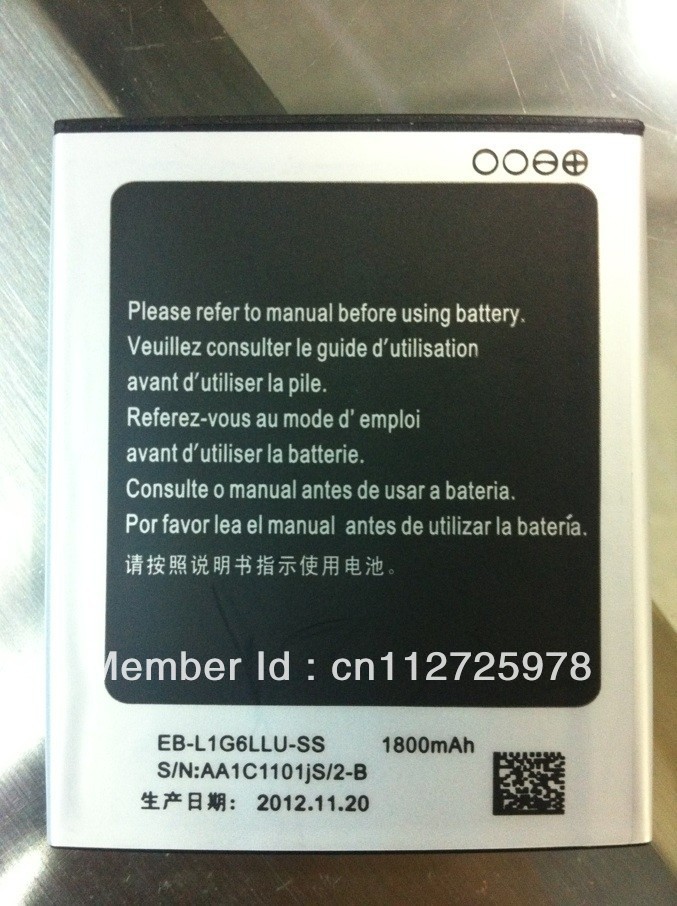 Please refer to manual before using battery.
Veuillez consulter le guide d'utilisation
avant d'utiliser la pile.
Referez-vous au mode d' emploi
avant d'utiliser la batterie.
Consulte o manual antes de usar a bateria.
Por favor lea el manual antes de utilizar la batería.
请按照说明书指示使用电池。
Member Id : cn112725978
EB-L1G6LLU-SS 1800mAh
S/N:AA1C1101jS/2-B
生产日期: 2012.11.20